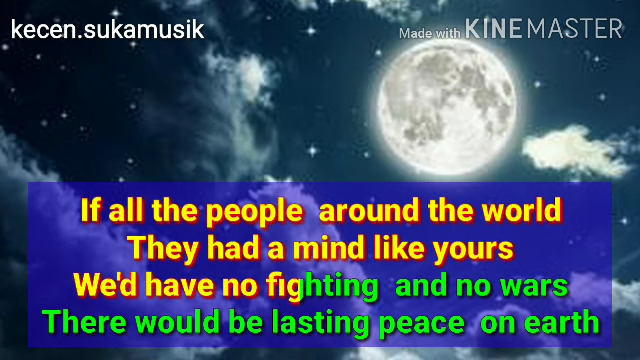 kecen.sukamusik
Made with KINEMASTER
If all the people around the world
They had a mind like yours
We'd have no fighting and no wars
There would be lasting peace on earth